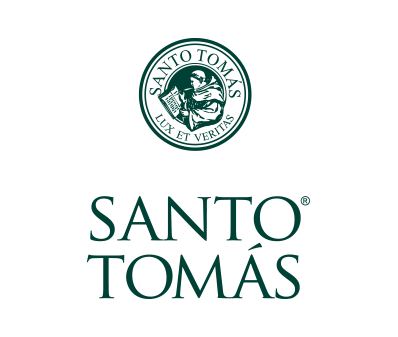 SANTO TOMÁS
LUX ET VERITAS
SANTO®
TOMÁS